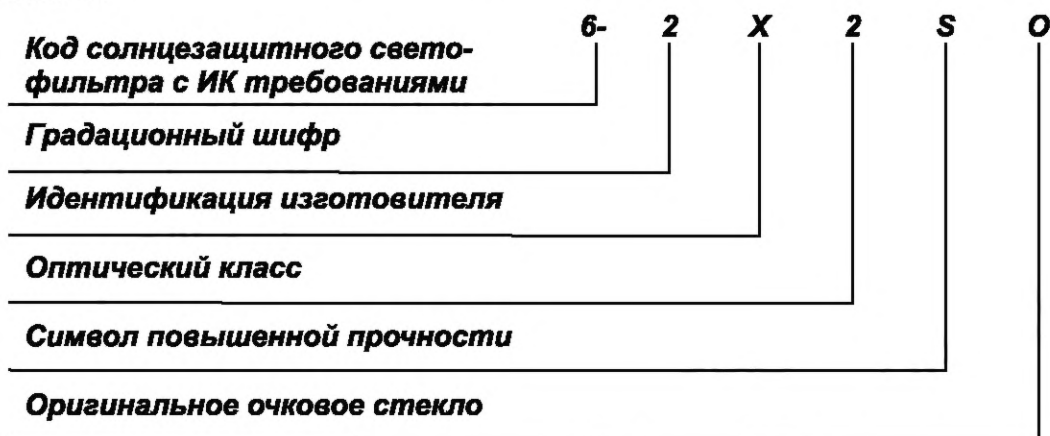 6- 2 X 2 S O
Код солнцезащитного свето-
фильтра с ИК требованиями
Градационный шифр
Идентификация изготовителя
Оптический класс
Символ повышенной прочности
Оригинальное очковое стекло